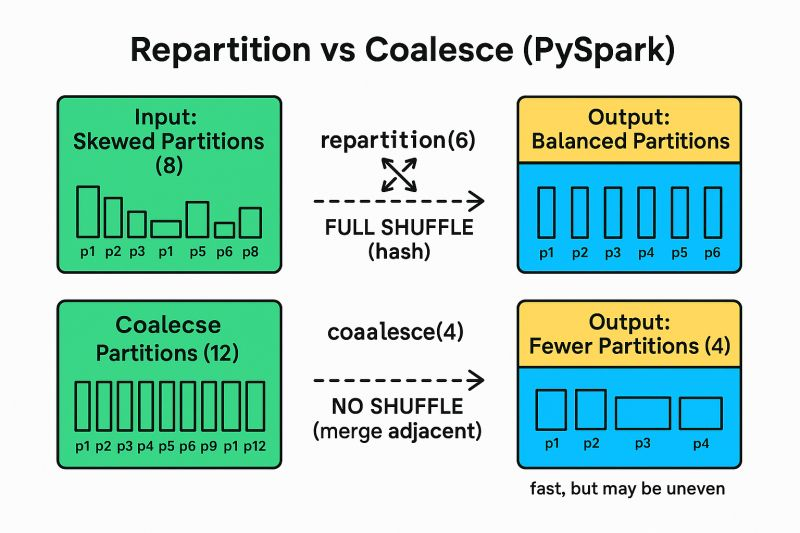 Repartition vs Coalesce (PySpark)
Input:
Skewed Partitions
(8)
p1 p2 p3 p1 p5 p6 p8
repartition(6)
FULL SHUFFLE
(hash)
Output:
Balanced Partitions
p1 p2 p3 p4 p5 p6
Coalecse
Partitions (12)
p1 p2 p3 p4 p5 p6 p9 p1 p12
coaalesce(4)
NO SHUFFLE
(merge adjacent)
Output:
Fewer Partitions (4)
p1 p2 p3 p4
fast, but may be uneven